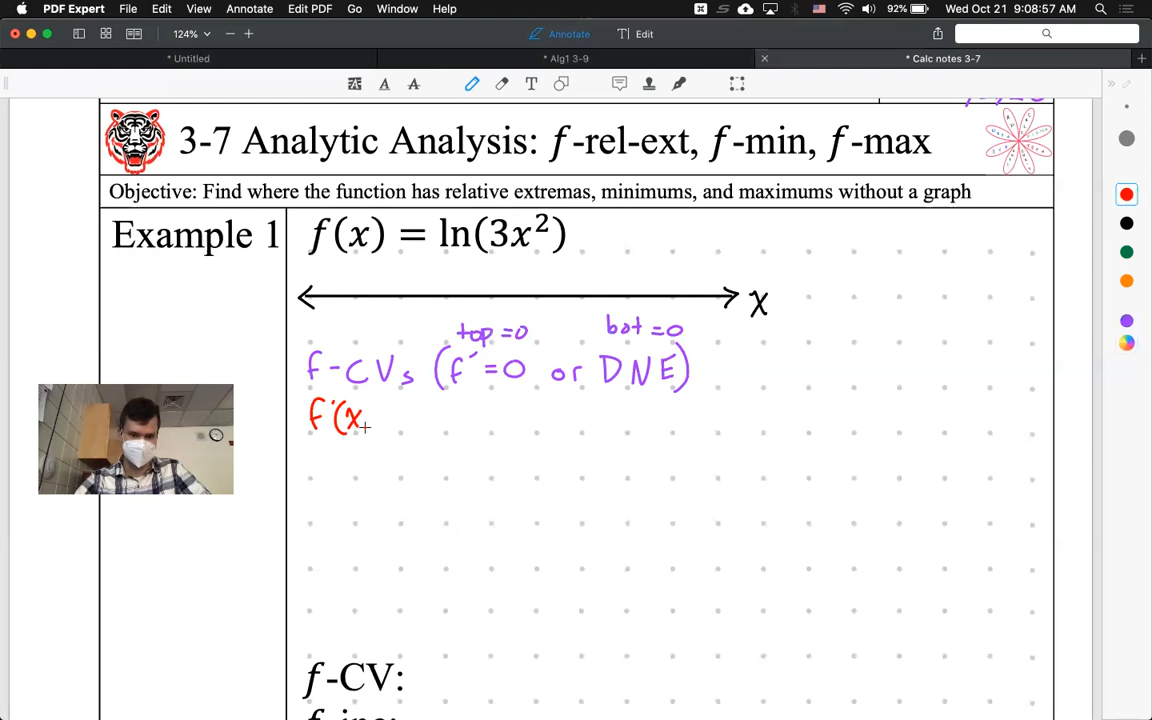 PDF Expert File Edit View Annotate Edit PDF Go Window Help 92% Wed Oct 21 9:08:57 AM
124% Annotate Edit
* Untitled * Alg1 3-9 * Calc notes 3-7
3-7 Analytic Analysis: f-rel-ext, f-min, f-max
Objective: Find where the function has relative extremas, minimums, and maximums without a graph
Example 1 f(x) = ln(3x²)
x
top=0 bot=0
f-CVs (f'=0 or DNE)
f'(x
f-CV: